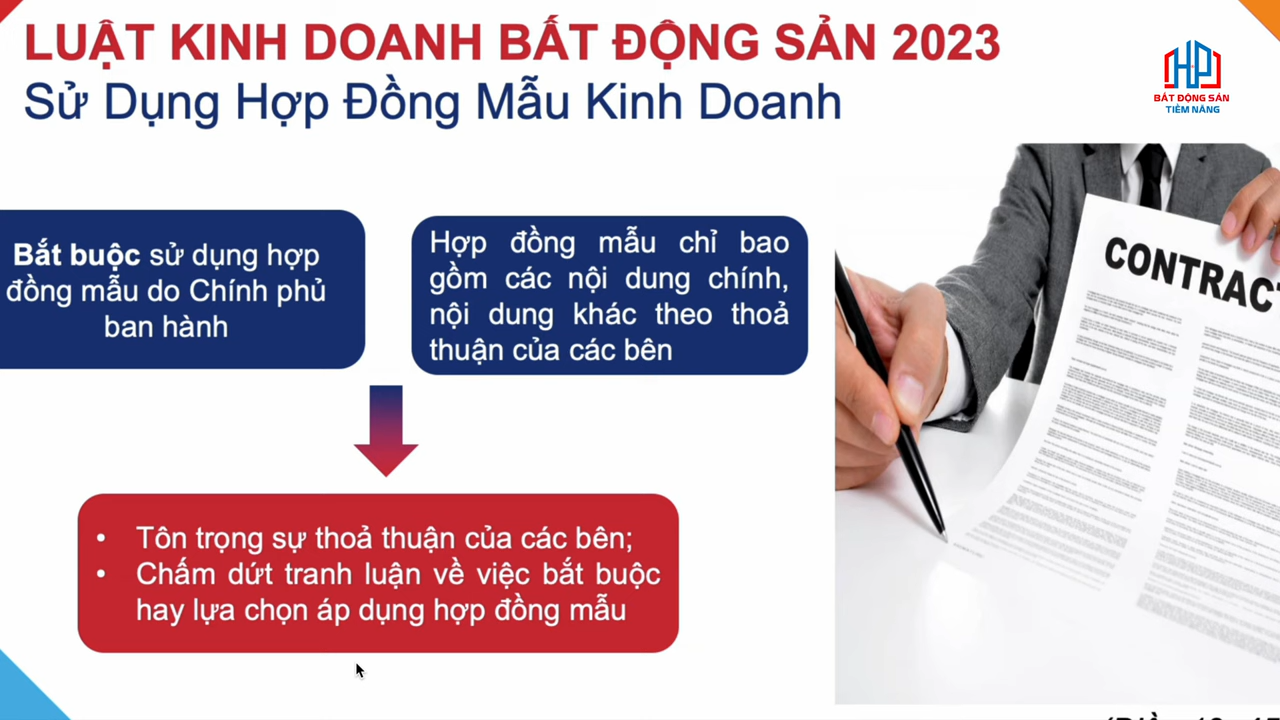 LUẬT KINH DOANH BẤT ĐỘNG SẢN 2023
Sử Dụng Hợp Đồng Mẫu Kinh Doanh
HP
BẤT ĐỘNG SẢN
TIỀM NĂNG
Bắt buộc sử dụng hợp
đồng mẫu do Chính phủ
ban hành
Hợp đồng mẫu chỉ bao
gồm các nội dung chính,
nội dung khác theo thoả
thuận của các bên
CONTRACT
• Tôn trọng sự thoả thuận của các bên;
• Chấm dứt tranh luận về việc bắt buộc
hay lựa chọn áp dụng hợp đồng mẫu